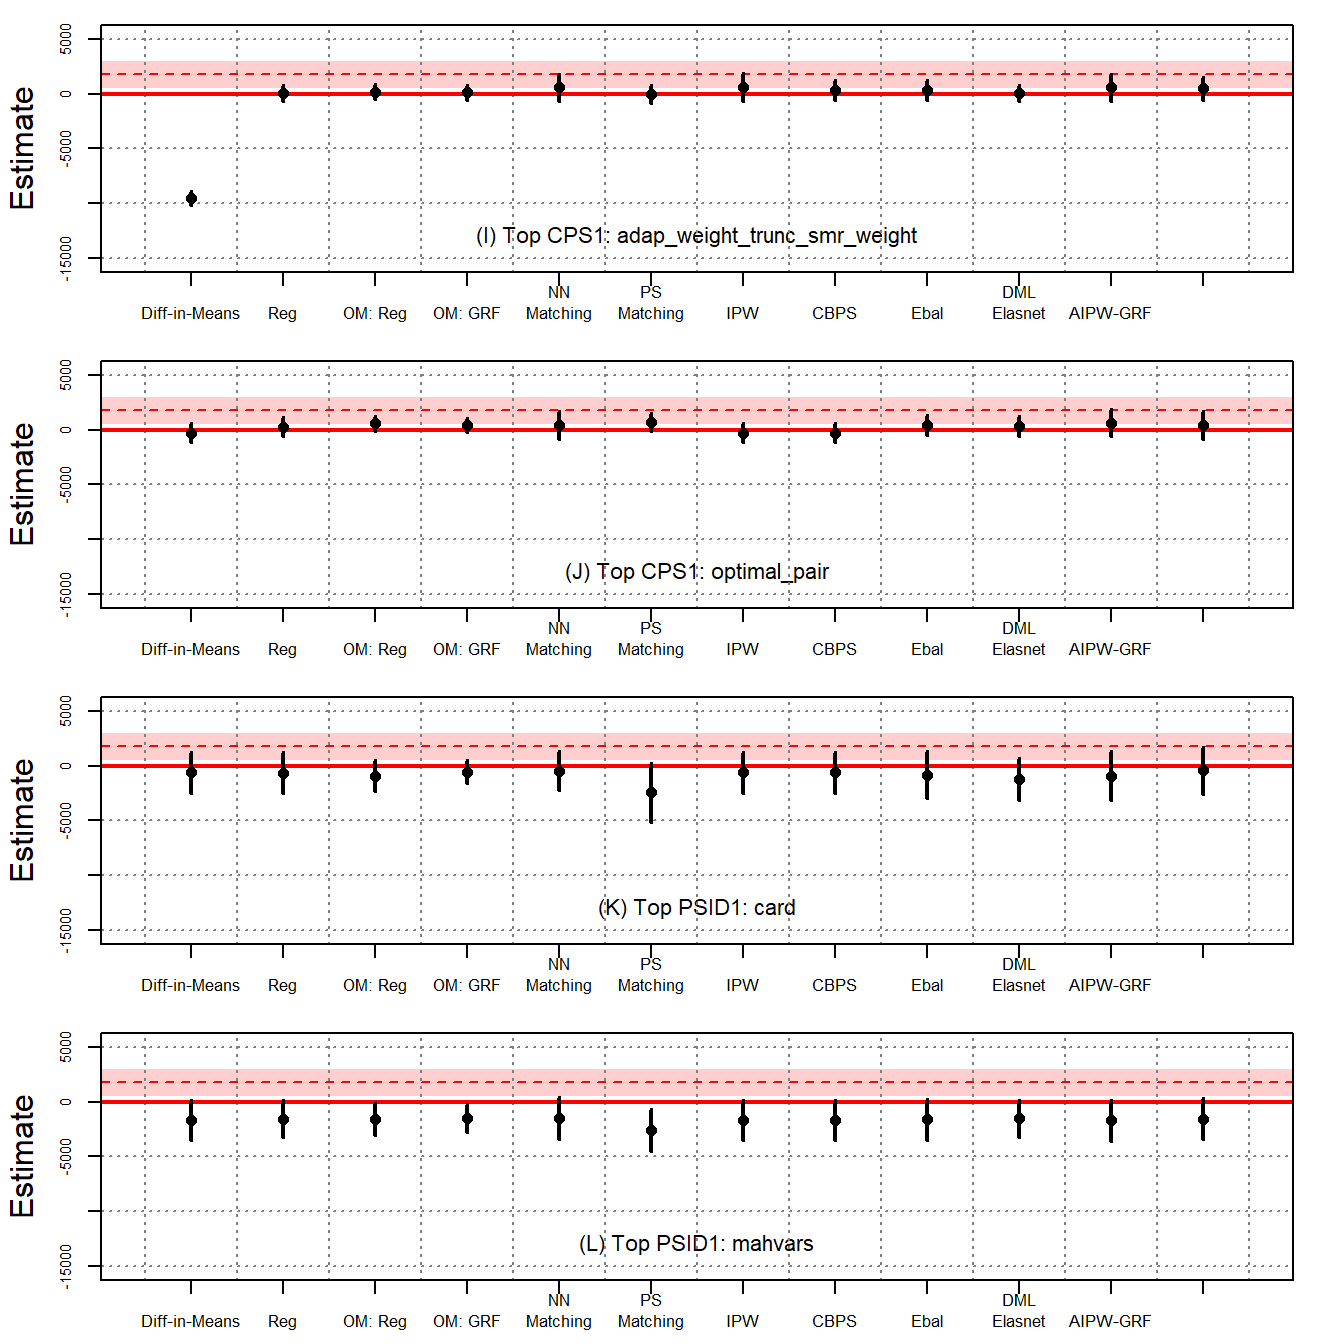 Estimate
5000
0
-5000
-15000
(I) Top CPS1: adap_weight_trunc_smr_weight
NN PS DML
Diff-in-Means Reg OM: Reg OM: GRF Matching Matching IPW CBPS Ebal Elasnet AIPW-GRF
Estimate
5000
0
-5000
-15000
(J) Top CPS1: optimal_pair
NN PS DML
Diff-in-Means Reg OM: Reg OM: GRF Matching Matching IPW CBPS Ebal Elasnet AIPW-GRF
Estimate
5000
0
-5000
-15000
(K) Top PSID1: card
NN PS DML
Diff-in-Means Reg OM: Reg OM: GRF Matching Matching IPW CBPS Ebal Elasnet AIPW-GRF
Estimate
5000
0
-5000
-15000
(L) Top PSID1: mahvars
NN PS DML
Diff-in-Means Reg OM: Reg OM: GRF Matching Matching IPW CBPS Ebal Elasnet AIPW-GRF